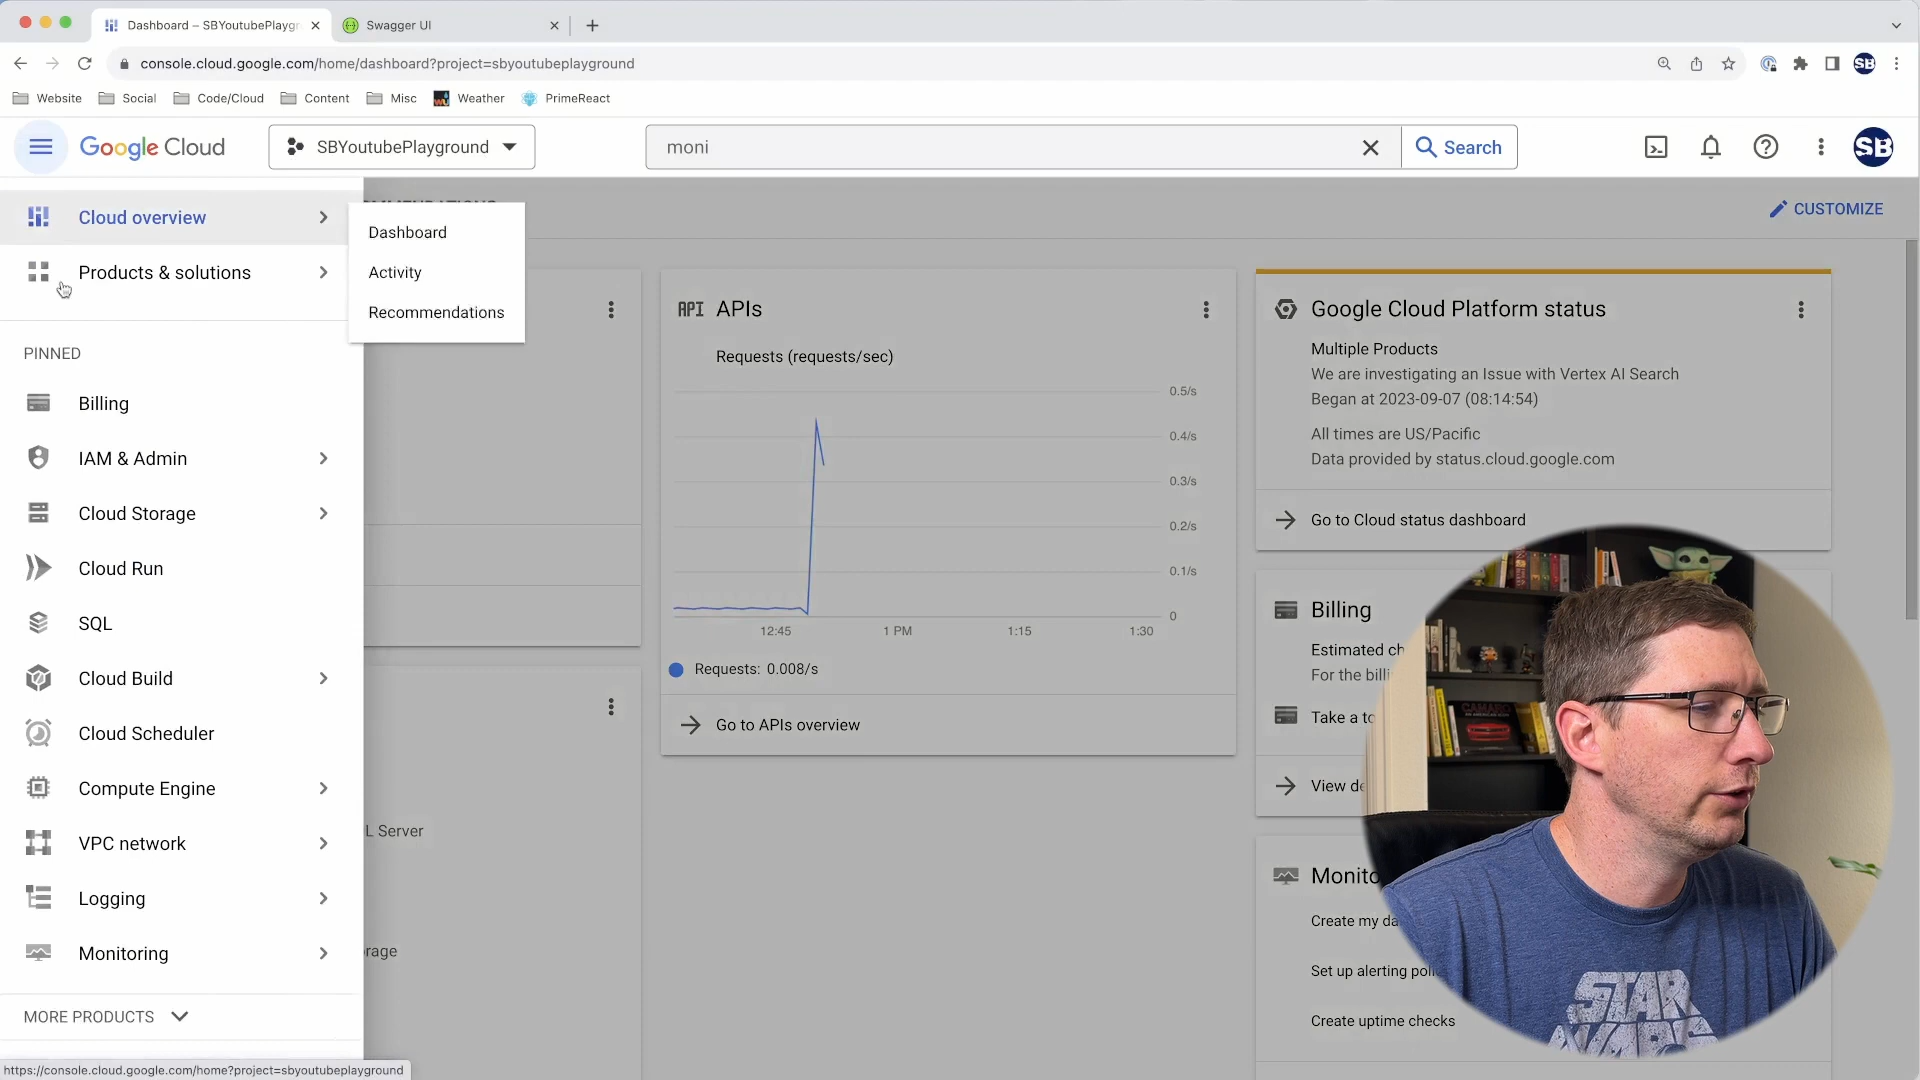 Dashboard – SBYoutubePlaygr
Swagger UI
console.cloud.google.com/home/dashboard?project=sbyoutubeplayground
SB
Website
Social
Code/Cloud
Content
Misc
Weather
PrimeReact
Google Cloud
SBYoutubePlayground
moni
Search
SB
Cloud overview
Products & solutions
Dashboard
Activity
Recommendations
CUSTOMIZE
PINNED
Billing
IAM & Admin
Cloud Storage
Cloud Run
SQL
Cloud Build
Cloud Scheduler
Compute Engine
VPC network
Logging
Monitoring
MORE PRODUCTS
https://console.cloud.google.com/home?project=sbyoutubeplayground
L Server
rage
API APIs
Requests (requests/sec)
0.5/s
0.4/s
0.3/s
0.2/s
0.1/s
0
12:45
1 PM
1:15
1:30
Requests: 0.008/s
Go to APIs overview
Google Cloud Platform status
Multiple Products
We are investigating an Issue with Vertex AI Search
Began at 2023-09-07 (08:14:54)
All times are US/Pacific
Data provided by status.cloud.google.com
Go to Cloud status dashboard
Billing
Estimated ch
For the billi
Take a to
View de
Monito
Create my da
Set up alerting poli
Create uptime checks
CAMARO
STAR
WARS